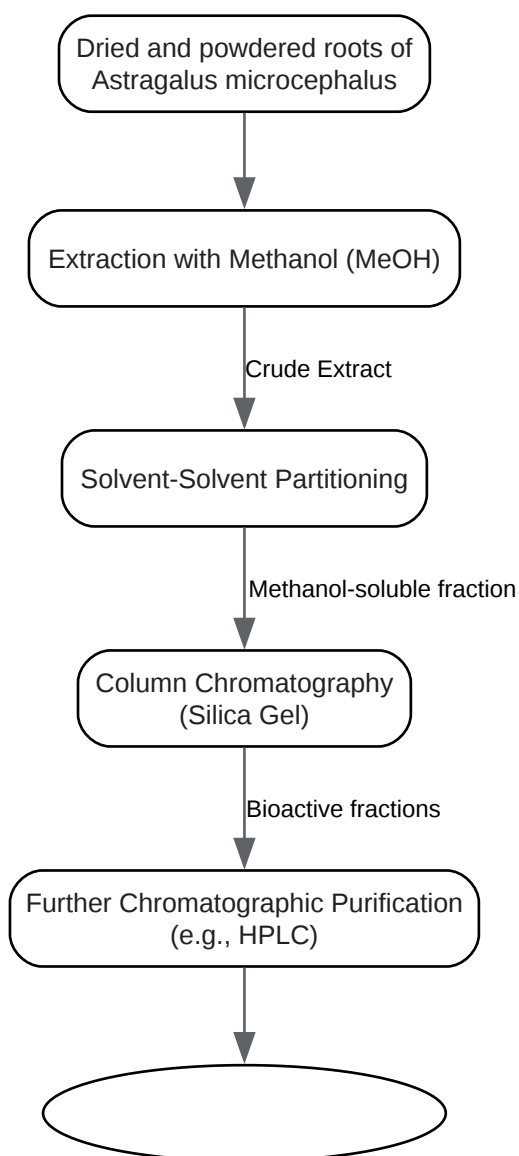 Dried and powdered roots of
Astragalus microcephalus
Extraction with Methanol (MeOH)
Crude Extract
Solvent-Solvent Partitioning
Methanol-soluble fraction
Column Chromatography
(Silica Gel)
Bioactive fractions
Further Chromatographic Purification
(e.g., HPLC)